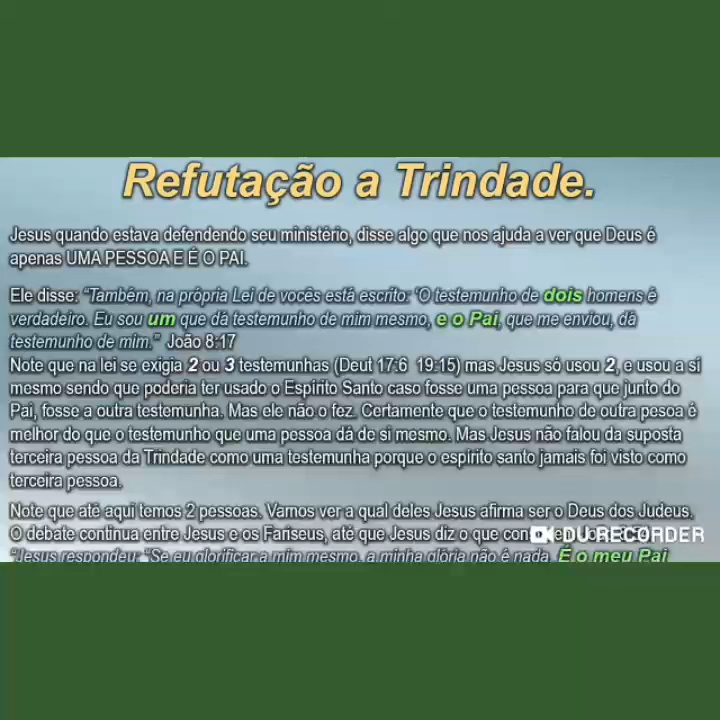 Refutação a Trindade.
Jesus quando estava defendendo seu ministério, disse algo que nos ajuda a ver que Deus é
apenas UMA PESSOA E É O PAI.
Ele disse: "Também, na própria Lei de vocês está escrito: 'O testemunho de dois homens é
verdadeiro. Eu sou um que dá testemunho de mim mesmo, e o Pai, que me enviou, dá
testemunho de mim." João 8:17
Note que na lei se exigia 2 ou 3 testemunhas (Deut 17:6 19:15) mas Jesus só usou 2, e usou a si
mesmo sendo que poderia ter usado o Espírito Santo caso fosse uma pessoa para que junto do
Pai, fosse a outra testemunha. Mas ele não o fez. Certamente que o testemunho de outra pesoa é
melhor do que o testemunho que uma pessoa dá de si mesmo. Mas Jesus não falou da suposta
terceira pessoa da Trindade como uma testemunha porque o espirito santo jamais foi visto como
terceira pessoa.
Note que até aqui temos 2 pessoas. Vamos ver a qual deles Jesus afirma ser o Deus dos Judeus.
O debate continua entre Jesus e os Fariseus, até que Jesus diz o que
DU RECORDER
"Jesus respondeu: "Se eu glorificar a mim mesmo, a minha glória não é nada. É o meu Pai